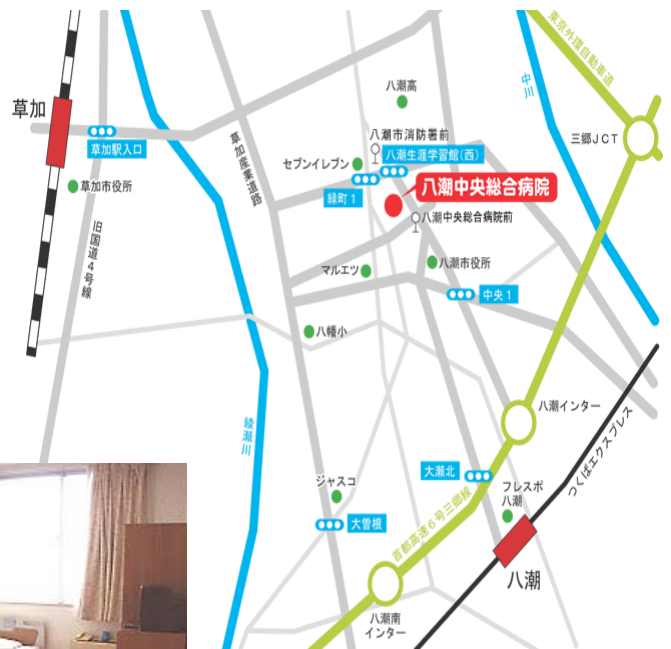 東京外環自動車道
中川
八潮高
草加
三郷JCT
草加駅入口
草加産業道路
八潮市消防署前
八潮生涯学習館(西)
セブンイレブン
八潮中央総合病院
草加市役所
緑町1
八潮中央総合病院前
旧国道4号線
マルエツ
八潮市役所
中央1
八幡小
八潮インター
綾瀬川
つくばエクスプレス
大瀬北
ジャスコ
フレスポ
八潮
大曽根
首都高速6号三郷線
八潮
八潮南
インター